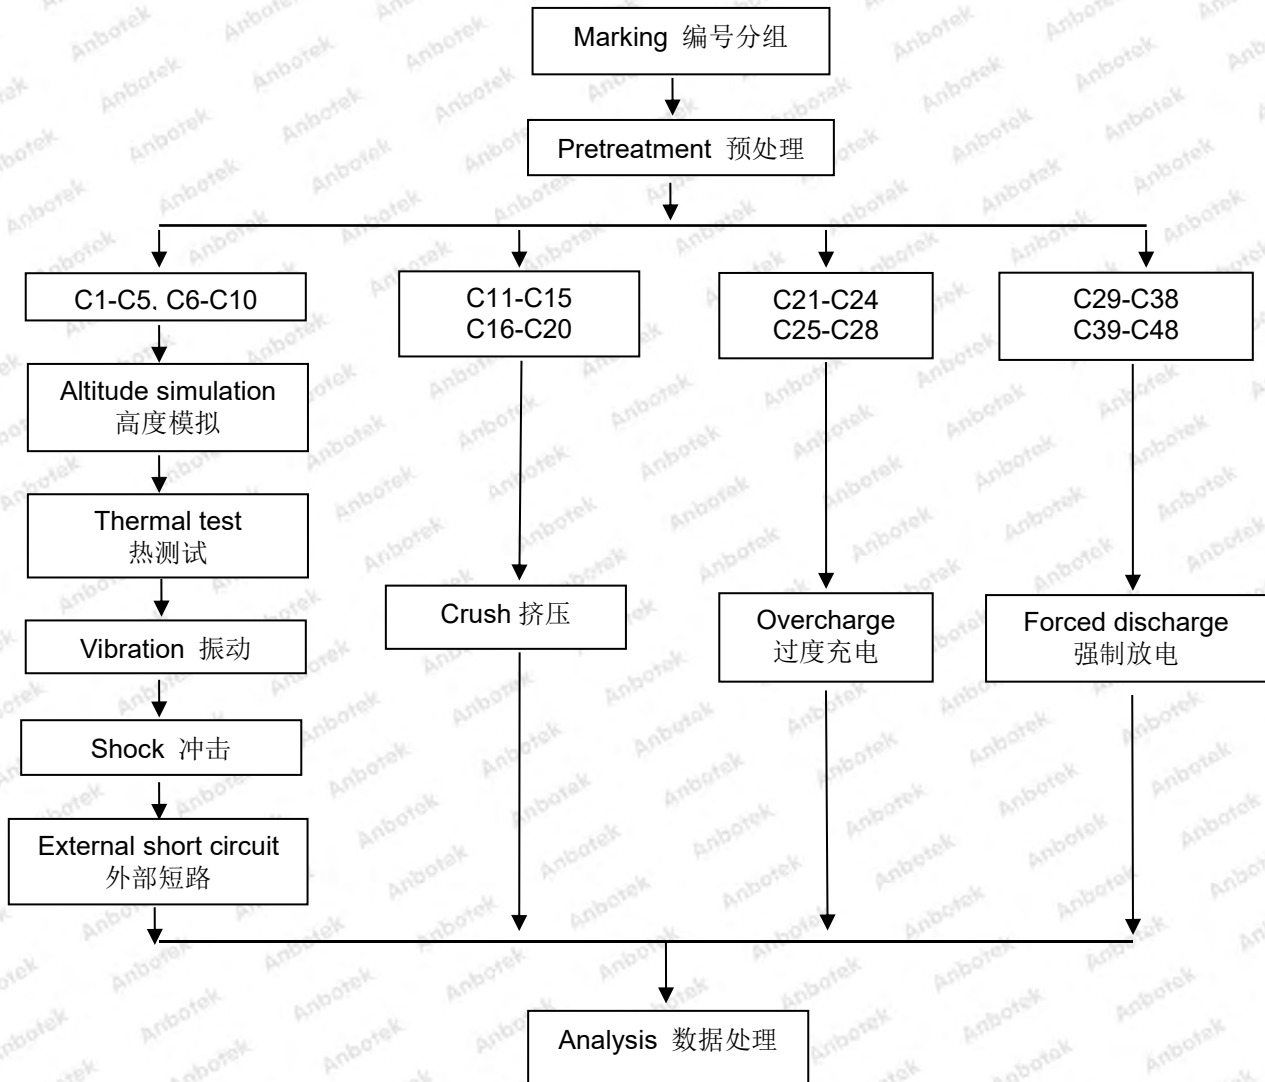 Marking 编号分组
Pretreatment 预处理
C1-C5, C6-C10
C11-C15
C16-C20
C21-C24
C25-C28
C29-C38
C39-C48
Altitude simulation
高度模拟
Thermal test
热测试
Vibration 振动
Shock 冲击
External short circuit
外部短路
Crush 挤压
Overcharge
过度充电
Forced discharge
强制放电
Analysis 数据处理
Anbotek